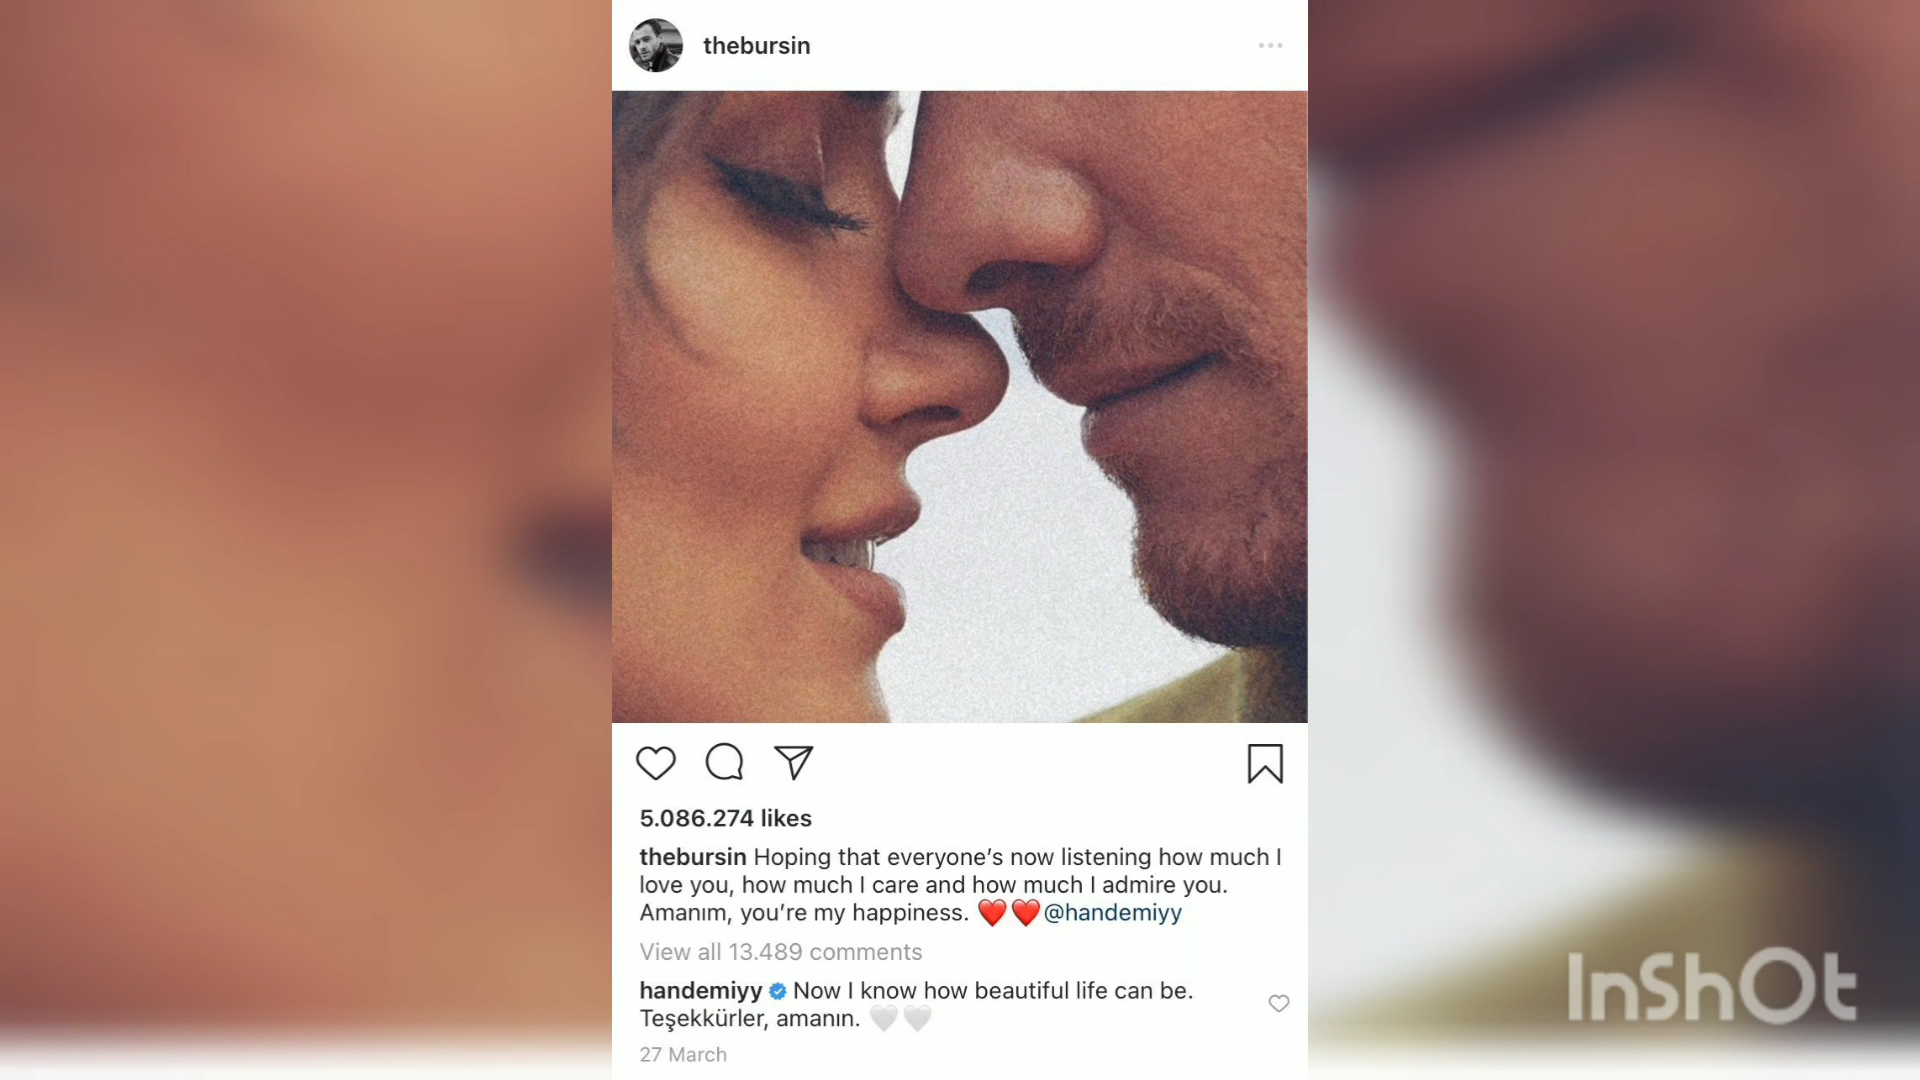 thebursin
5.086.274 likes
thebursin Hoping that everyone’s now listening how much I
love you, how much I care and how much I admire you.
Amanım, you’re my happiness. ❤️❤️@handemiyy
View all 13.489 comments
handemiyy Now I know how beautiful life can be.
Teşekkürler, amanın. 🤍🤍
27 March
InShOt